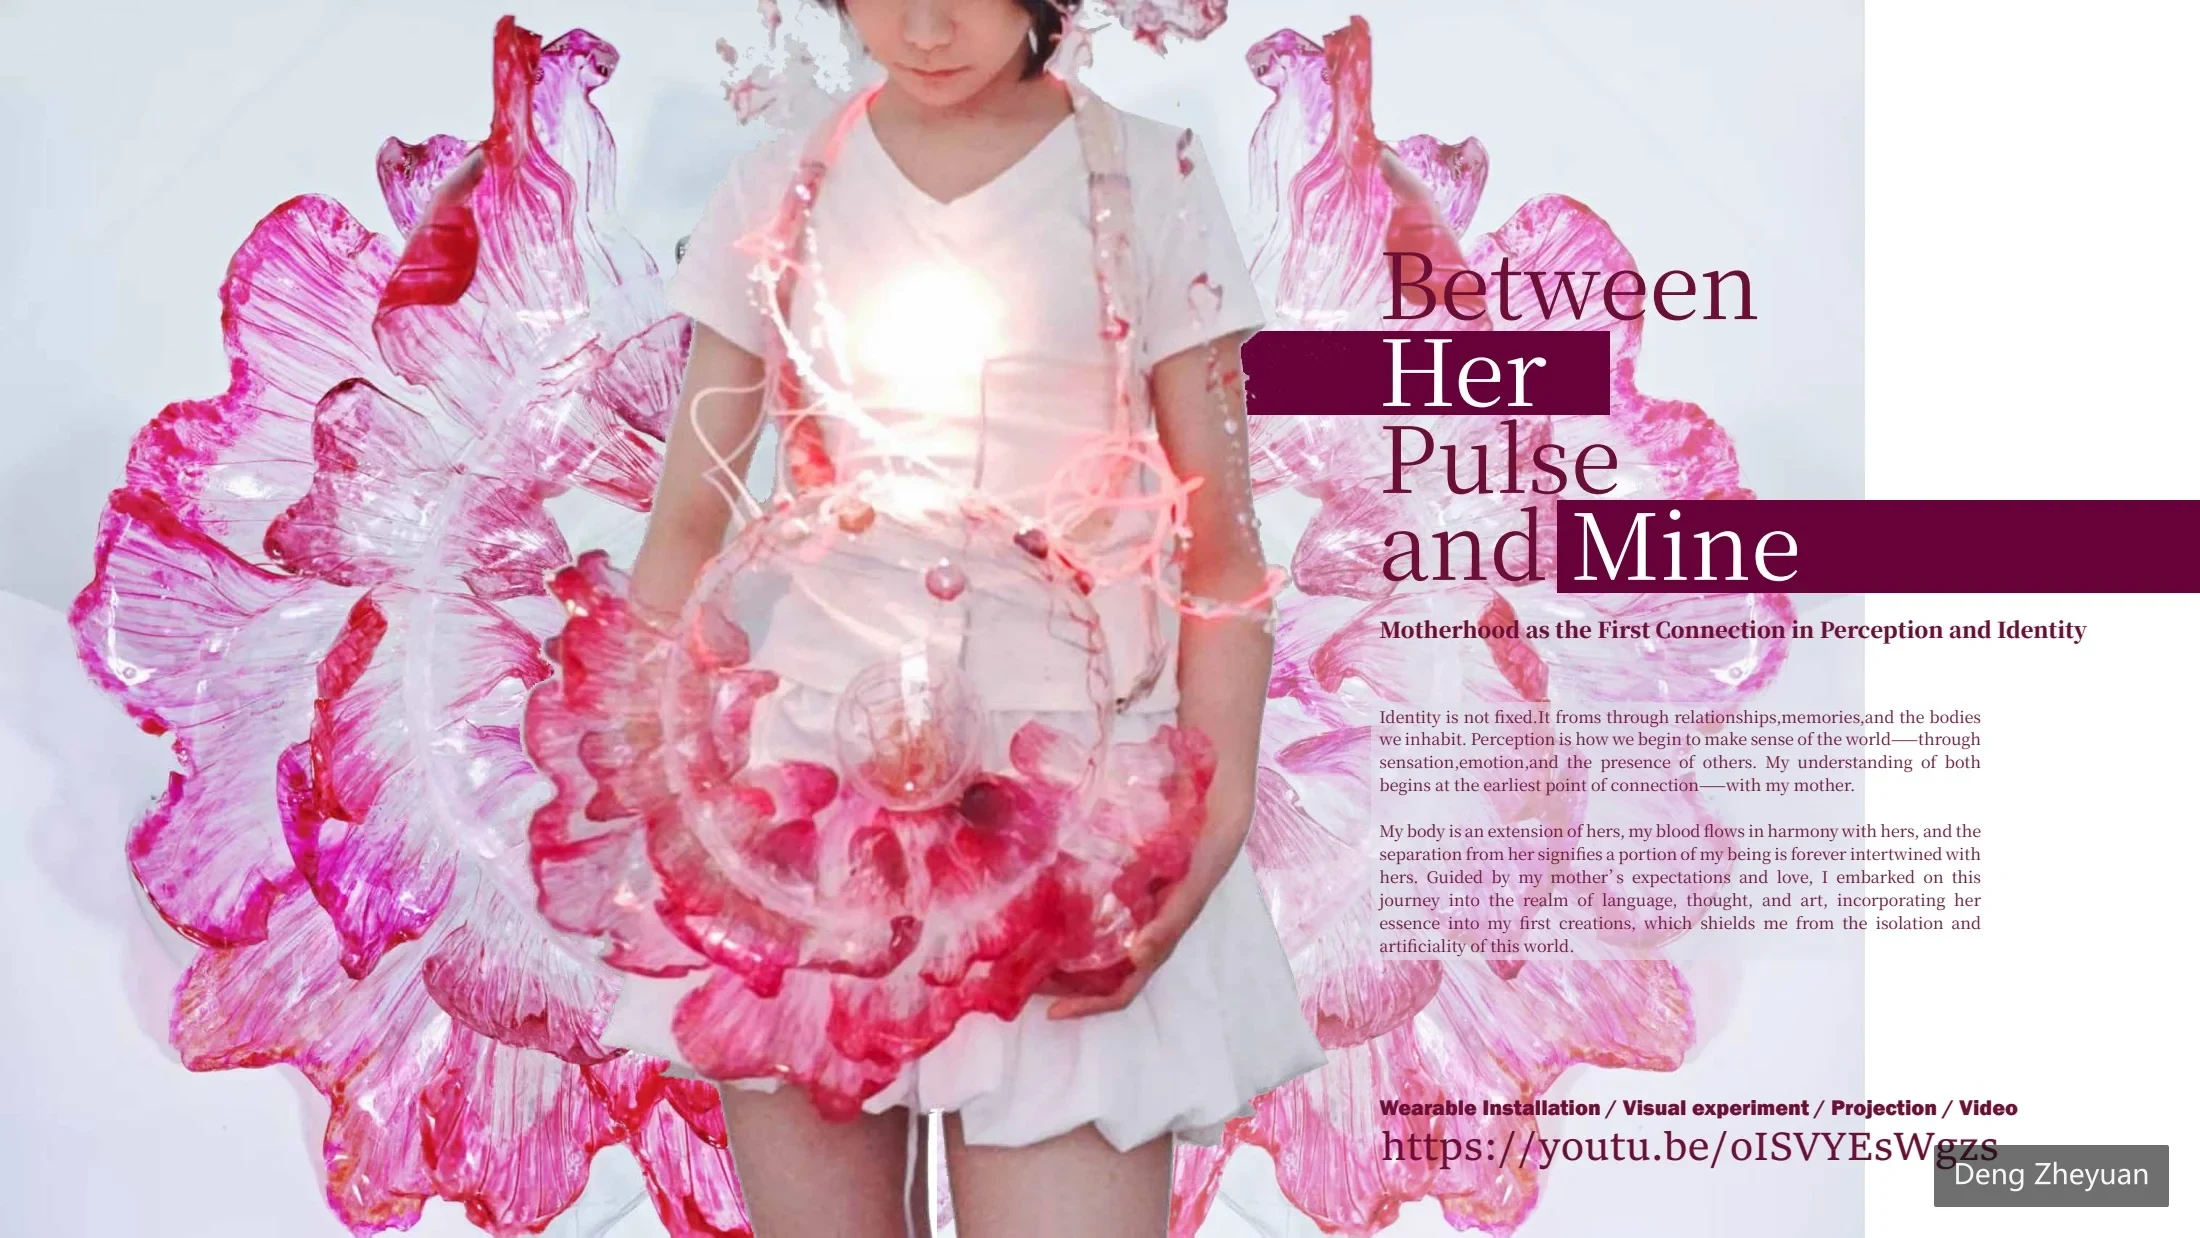 Between
Her
Pulse
and Mine
Motherhood as the First Connection in Perception and Identity
Identity is not fixed.It froms through relationships,memories,and the bodies
we inhabit. Perception is how we begin to make sense of the world——through
sensation,emotion,and the presence of others. My understanding of both
begins at the earliest point of connection——with my mother.
My body is an extension of hers, my blood flows in harmony with hers, and the
separation from her signifies a portion of my being is forever intertwined with
hers. Guided by my mother’s expectations and love, I embarked on this
journey into the realm of language, thought, and art, incorporating her
essence into my first creations, which shields me from the isolation and
artificiality of this world.
Wearable Installation / Visual experiment / Projection / Video
https://youtu.be/oISVYEsWgzs
Deng Zheyuan